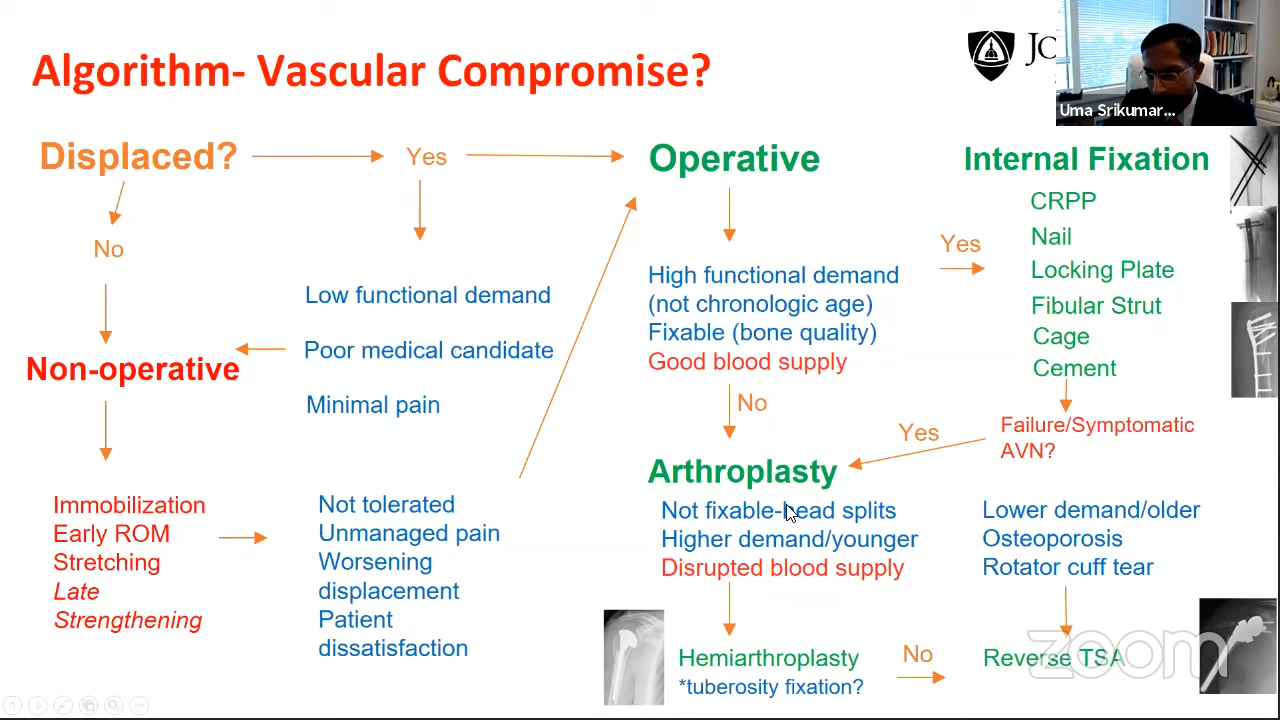 Algorithm- Vascular Compromise?
JO
Uma Srikumar...
Displaced?
Yes
Operative
Internal Fixation
No
CRPP
Nail
Locking Plate
Fibular Strut
Cage
Cement
Yes
Low functional demand
Poor medical candidate
Minimal pain
High functional demand
(not chronologic age)
Fixable (bone quality)
Good blood supply
Non-operative
No
Failure/Symptomatic
AVN?
Yes
Arthroplasty
Immobilization
Early ROM
Stretching
Late
Strengthening
Not tolerated
Unmanaged pain
Worsening
displacement
Patient
dissatisfaction
Not fixable-head splits
Higher demand/younger
Disrupted blood supply
Lower demand/older
Osteoporosis
Rotator cuff tear
Hemiarthroplasty
*tuberosity fixation?
No
Reverse TSA
zoom